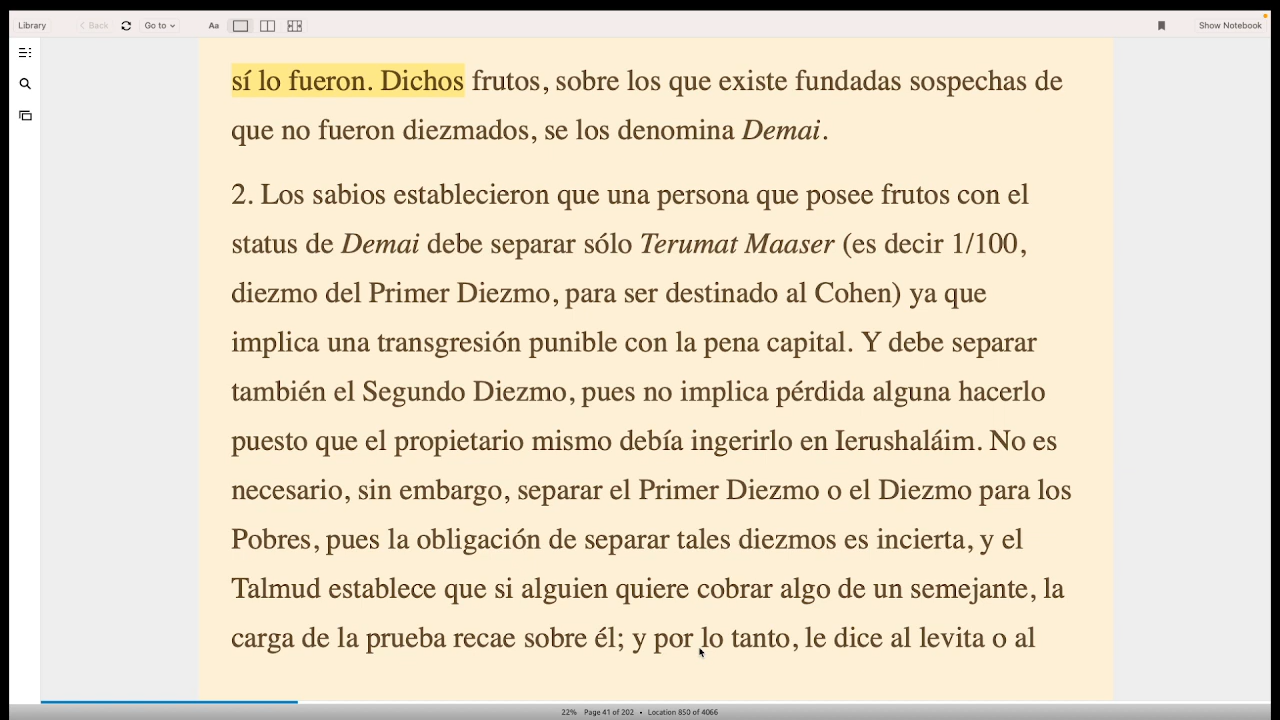 Library
Back
Go to
Aa
Show Notebook
sí lo fueron. Dichos frutos, sobre los que existe fundadas sospechas de
que no fueron diezmados, se los denomina Demai.
2. Los sabios establecieron que una persona que posee frutos con el
status de Demai debe separar sólo Terumat Maaser (es decir 1/100,
diezmo del Primer Diezmo, para ser destinado al Cohen) ya que
implica una transgresión punible con la pena capital. Y debe separar
también el Segundo Diezmo, pues no implica pérdida alguna hacerlo
puesto que el propietario mismo debía ingerirlo en Ierushaláim. No es
necesario, sin embargo, separar el Primer Diezmo o el Diezmo para los
Pobres, pues la obligación de separar tales diezmos es incierta, y el
Talmud establece que si alguien quiere cobrar algo de un semejante, la
carga de la prueba recae sobre él; y por lo tanto, le dice al levita o al
22% Page 41 of 202 • Location 850 of 4066